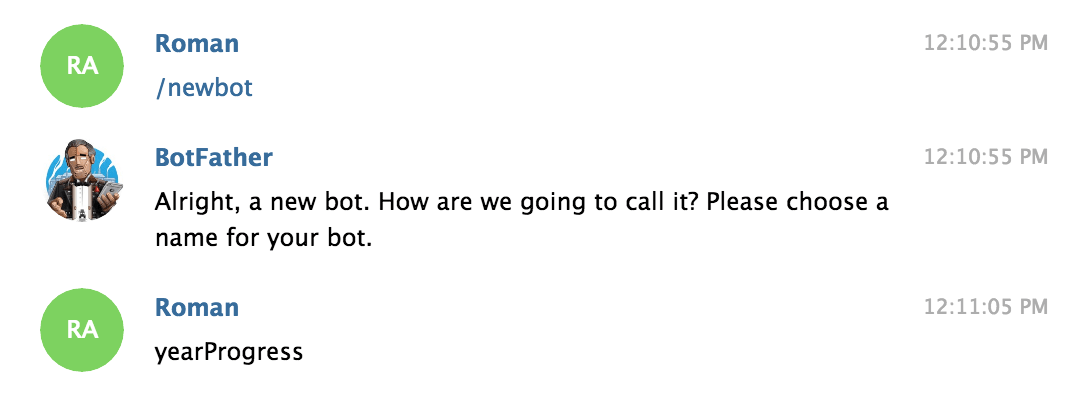 RA
Roman
12:10:55 PM
/newbot
BotFather
12:10:55 PM
Alright, a new bot. How are we going to call it? Please choose a
name for your bot.
RA
Roman
12:11:05 PM
yearProgress